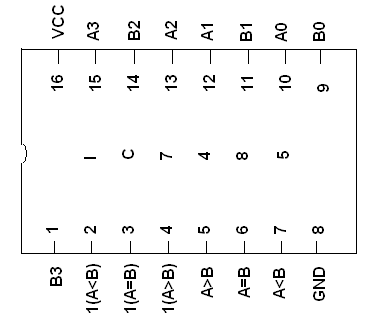 VCC A3 B2 A2 A1 B1 A0 B0
16 15 14 13 12 11 10 9
I C 7 4 8 5
1 2 3 4 5 6 7 8
B3 1(A<B) 1(A=B) 1(A>B) A>B A=B A<B GND